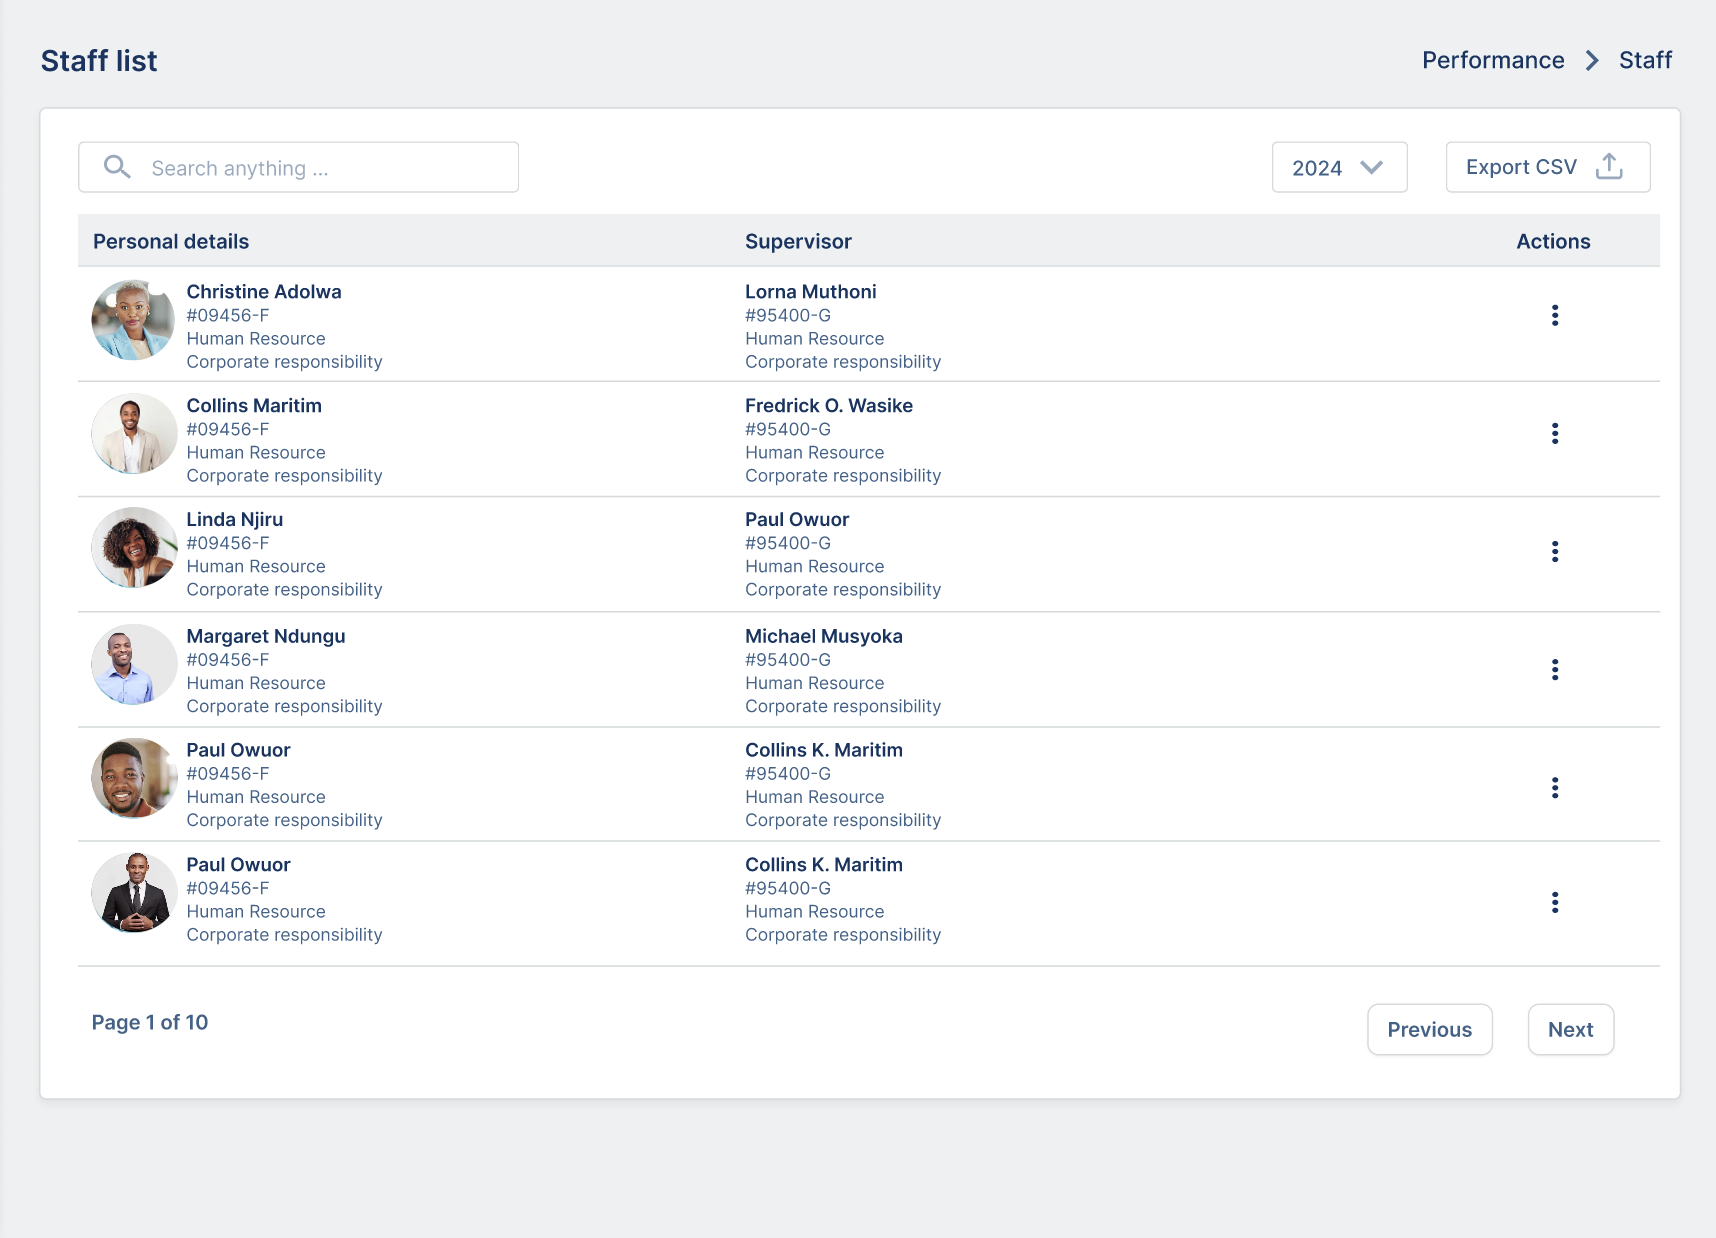 Staff list
Performance > Staff
Search anything ...
2024
Export CSV
Personal details
Supervisor
Actions
Christine Adolwa
#09456-F
Human Resource
Corporate responsibility
Lorna Muthoni
#95400-G
Human Resource
Corporate responsibility
Collins Maritim
#09456-F
Human Resource
Corporate responsibility
Fredrick O. Wasike
#95400-G
Human Resource
Corporate responsibility
Linda Njiru
#09456-F
Human Resource
Corporate responsibility
Paul Owuor
#95400-G
Human Resource
Corporate responsibility
Margaret Ndungu
#09456-F
Human Resource
Corporate responsibility
Michael Musyoka
#95400-G
Human Resource
Corporate responsibility
Paul Owuor
#09456-F
Human Resource
Corporate responsibility
Collins K. Maritim
#95400-G
Human Resource
Corporate responsibility
Paul Owuor
#09456-F
Human Resource
Corporate responsibility
Collins K. Maritim
#95400-G
Human Resource
Corporate responsibility
Page 1 of 10
Previous
Next